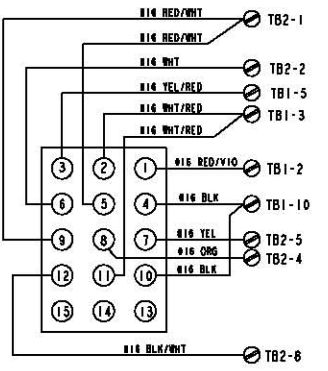 #16 RED/WHT TB2-1
#16 RED/WHT
#16 WHT TB2-2
#16 YEL/RED TB1-5
#16 WHT/RED TB1-3
#16 WHT/RED
3 2 1 #16 RED/VIO TB1-2
6 5 4 #16 BLK TB1-10
9 8 7 #16 YEL TB2-5
#16 ORG TB2-4
12 11 10 #16 BLK
15 14 13
#16 BLK/WHT TB2-8